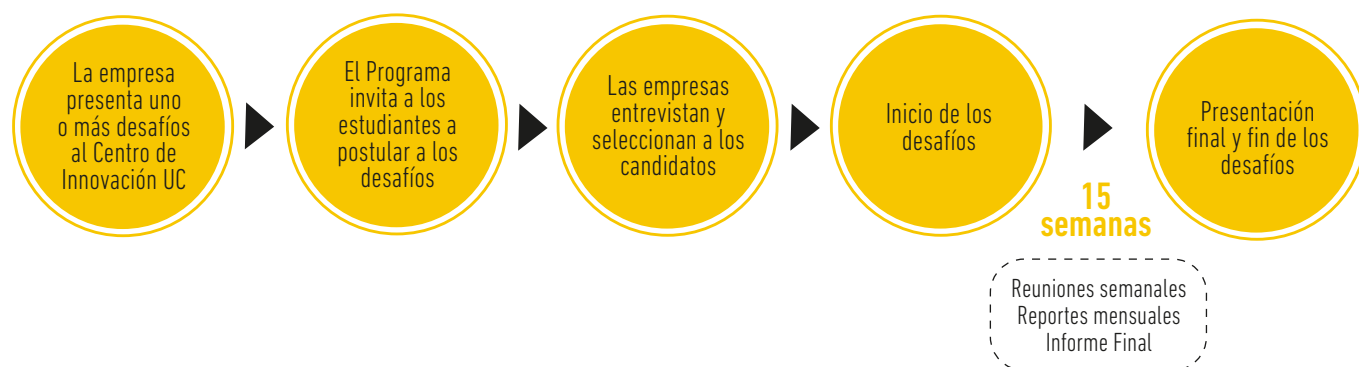 La empresa
presenta uno
o más desafíos
al Centro de
Innovación UC
El Programa
invita a los
estudiantes a
postular a los
desafíos
Las empresas
entrevistan y
seleccionan a los
candidatos
Inicio de los
desafíos
15
semanas
Reuniones semanales
Reportes mensuales
Informe Final
Presentación
final y fin de los
desafíos